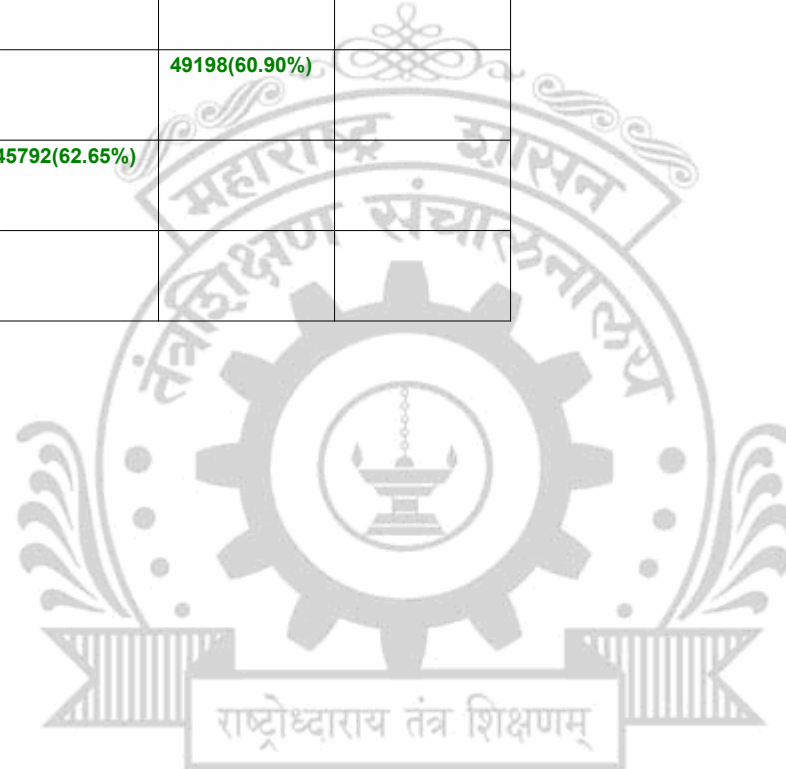 49198(60.90%)
45792(62.65%)
महाराष्ट्र शासन
तंत्रशिक्षण संचालनालय
राष्ट्रोध्दाराय तंत्र शिक्षणम्